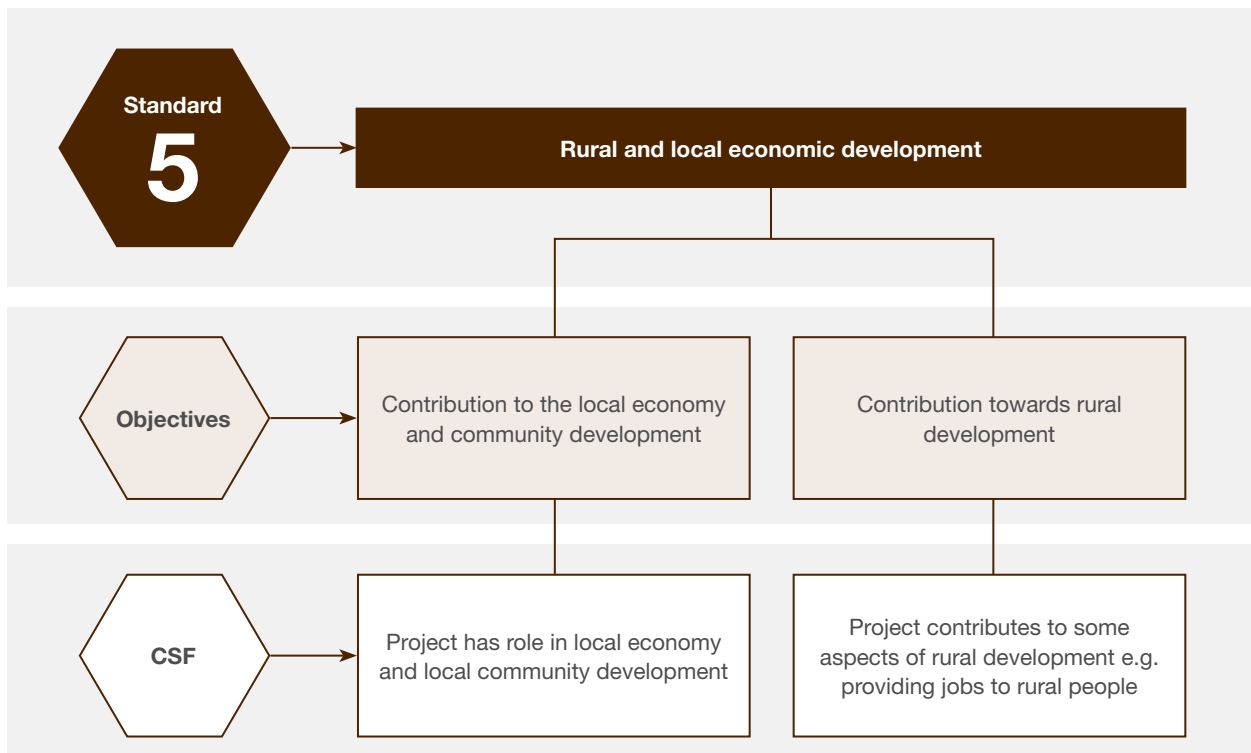 Standard
5
Rural and local economic development
Objectives
Contribution to the local economy
and community development
Contribution towards rural
development
CSF
Project has role in local economy
and local community development
Project contributes to some
aspects of rural development e.g.
providing jobs to rural people